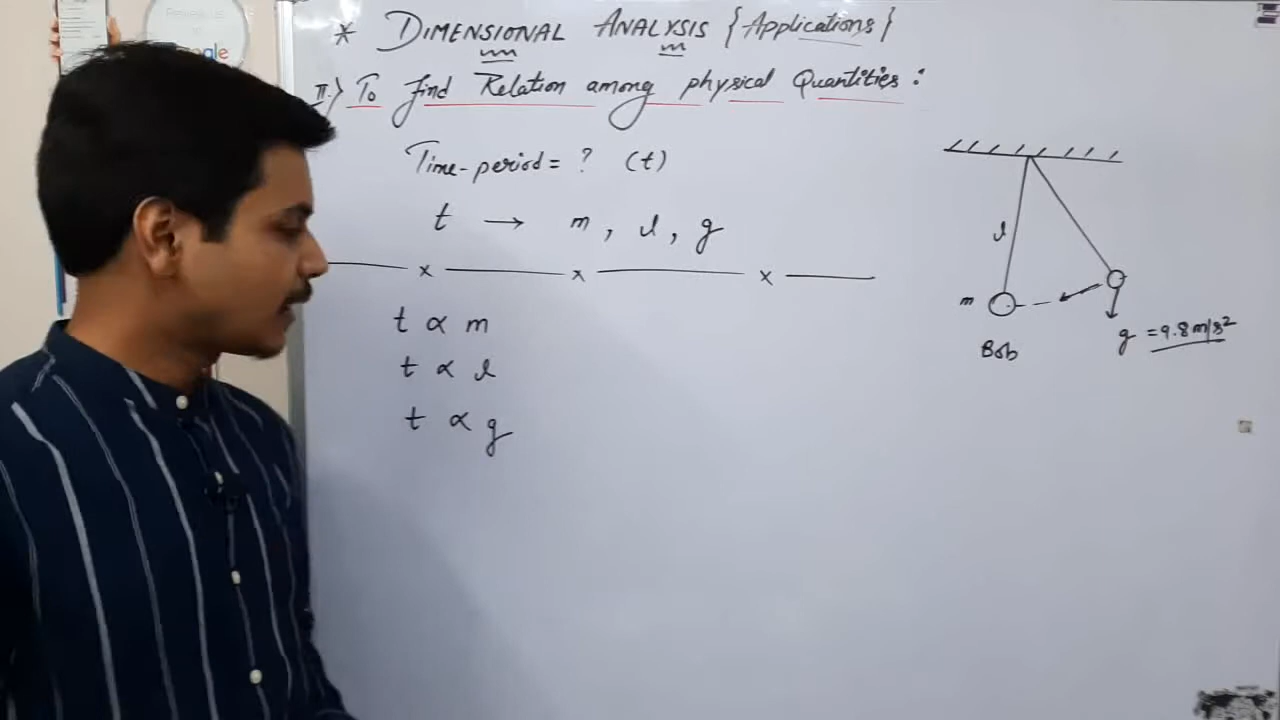 * DIMENSIONAL ANALYSIS {Applications}
II.) To find Relation among physical Quantities :
Time-period = ? (t)
t → m, l, g
t ∝ m
t ∝ l
t ∝ g
l
m
Bob
g = 9.8 m/s²